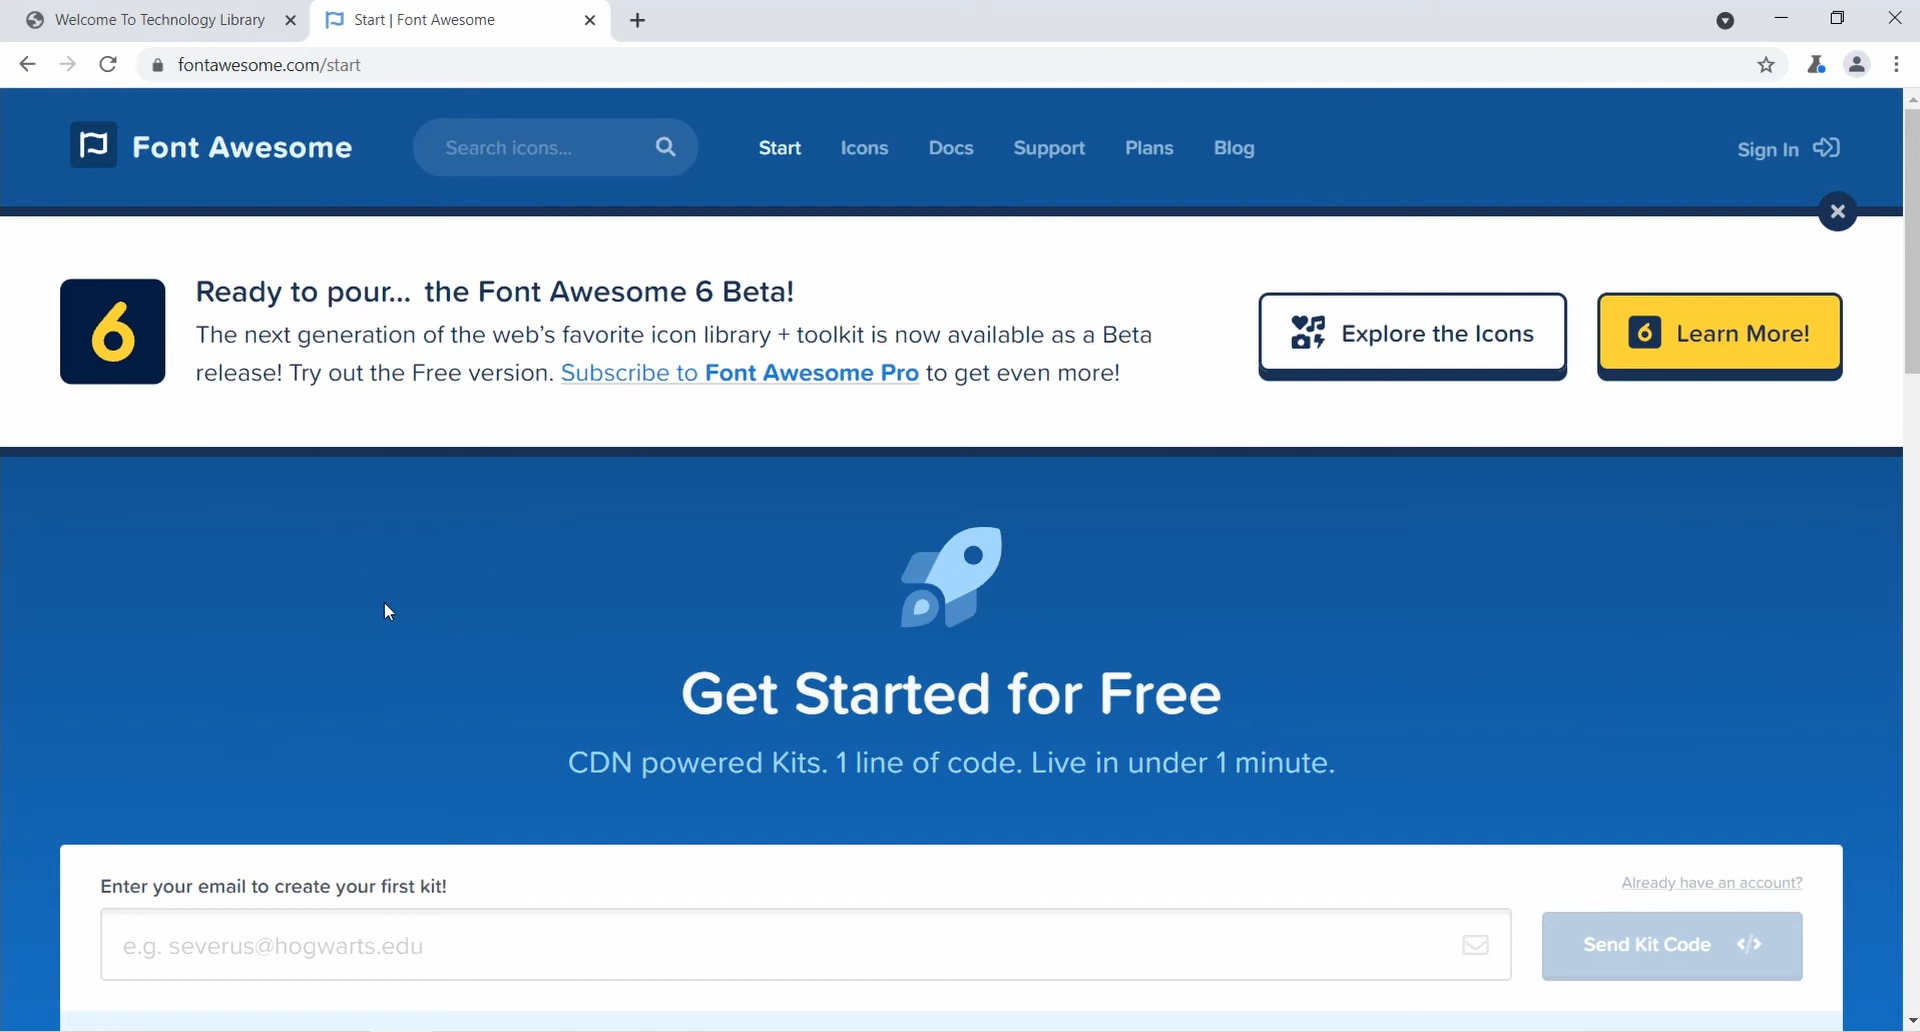 Welcome To Technology Library
Start | Font Awesome
fontawesome.com/start
Font Awesome
Search icons...
Start
Icons
Docs
Support
Plans
Blog
Sign In
6
Ready to pour... the Font Awesome 6 Beta!
The next generation of the web's favorite icon library + toolkit is now available as a Beta
release! Try out the Free version. Subscribe to Font Awesome Pro to get even more!
Explore the Icons
6 Learn More!
Get Started for Free
CDN powered Kits. 1 line of code. Live in under 1 minute.
Enter your email to create your first kit!
Already have an account?
e.g. severus@hogwarts.edu
Send Kit Code </>